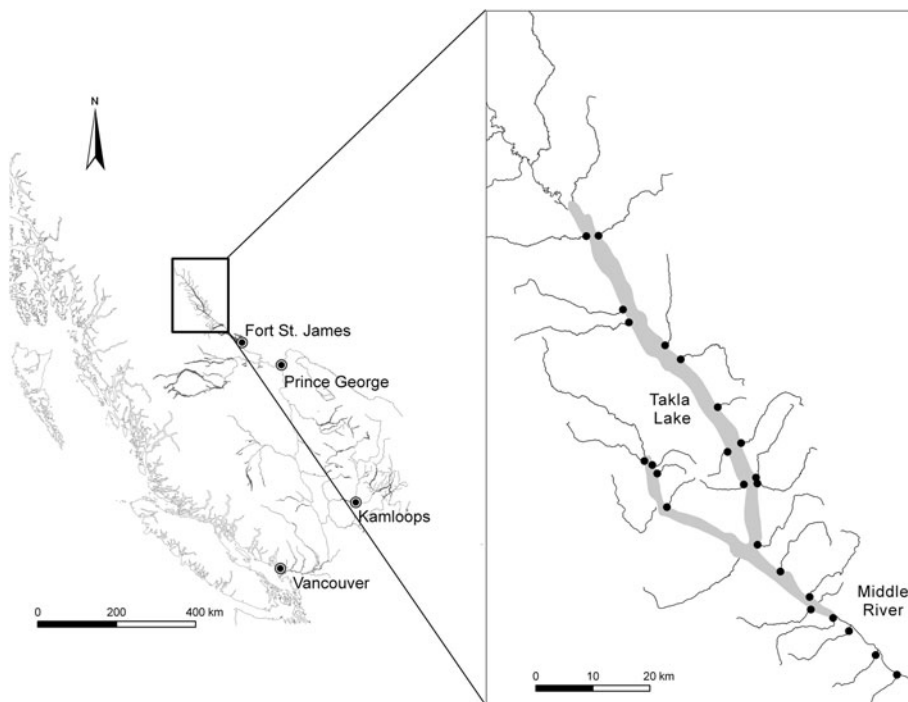 N
Fort St. James
Prince George
Kamloops
Vancouver
0 200 400 km
Takla
Lake
Middle
River
0 10 20 km